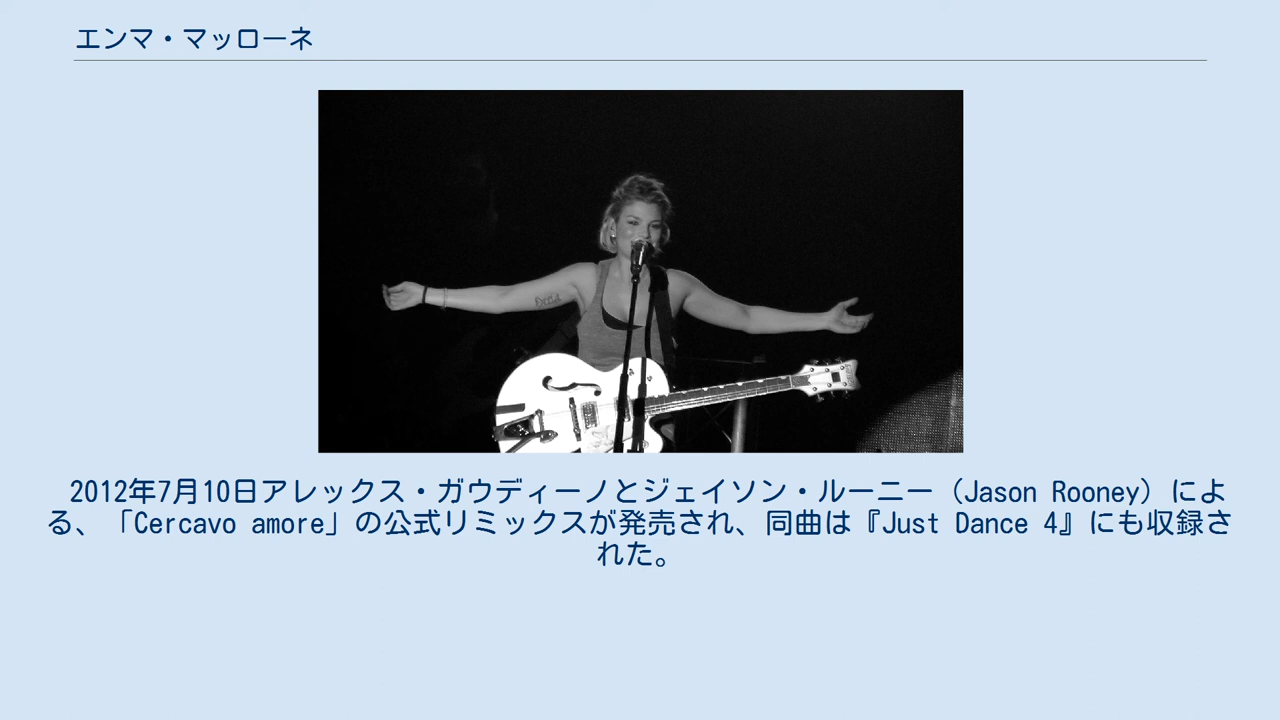 エンマ・マッローネ
2012年7月10日アレックス・ガウディーノとジェイソン・ルーニー（Jason Rooney）によ
る、「Cercavo amore」の公式リミックスが発売され、同曲は『Just Dance 4』にも収録さ
れた。